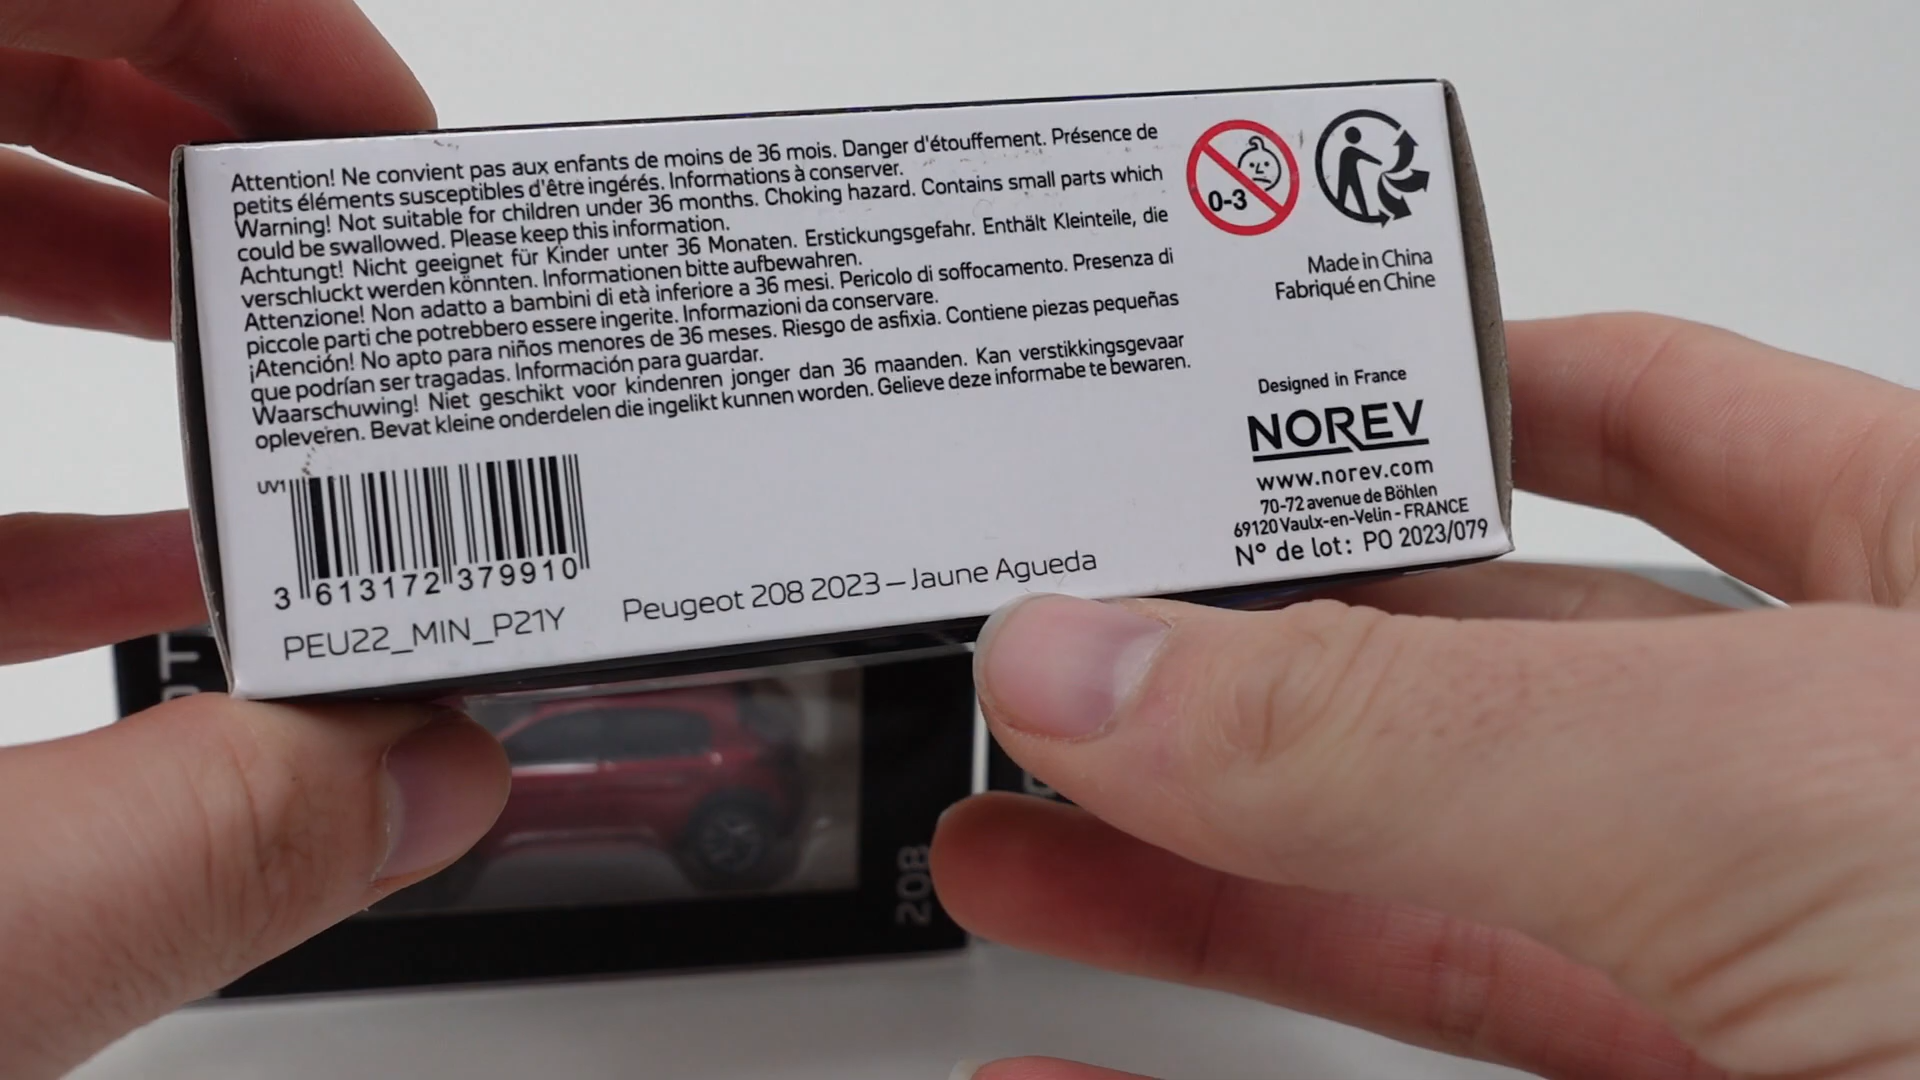 Attention! Ne convient pas aux enfants de moins de 36 mois. Danger d'étouffement. Présence de
petits éléments susceptibles d'être ingérés. Informations à conserver.
Warning! Not suitable for children under 36 months. Choking hazard. Contains small parts which
could be swallowed. Please keep this information.
Achtungt! Nicht geeignet für Kinder unter 36 Monaten. Erstickungsgefahr. Enthält Kleinteile, die
verschluckt werden könnten. Informationen bitte aufbewahren.
Attenzione! Non adatto a bambini di età inferiore a 36 mesi. Pericolo di soffocamento. Presenza di
piccole parti che potrebbero essere ingerite. Informazioni da conservare.
¡Atención! No apto para niños menores de 36 meses. Riesgo de asfixia. Contiene piezas pequeñas
que podrían ser tragadas. Información para guardar.
Waarschuwing! Niet geschikt voor kindenren jonger dan 36 maanden. Kan verstikkingsgevaar
opleveren. Bevat kleine onderdelen die ingelikt kunnen worden. Gelieve deze informabe te bewaren.
0-3
Made in China
Fabriqué en Chine
Designed in France
NOREV
www.norev.com
70-72 avenue de Böhlen
69120 Vaulx-en-Velin - FRANCE
N° de lot: PO 2023/079
UV1
3 613172 379910
PEU22_MIN_P21Y
Peugeot 208 2023 – Jaune Agueda
208